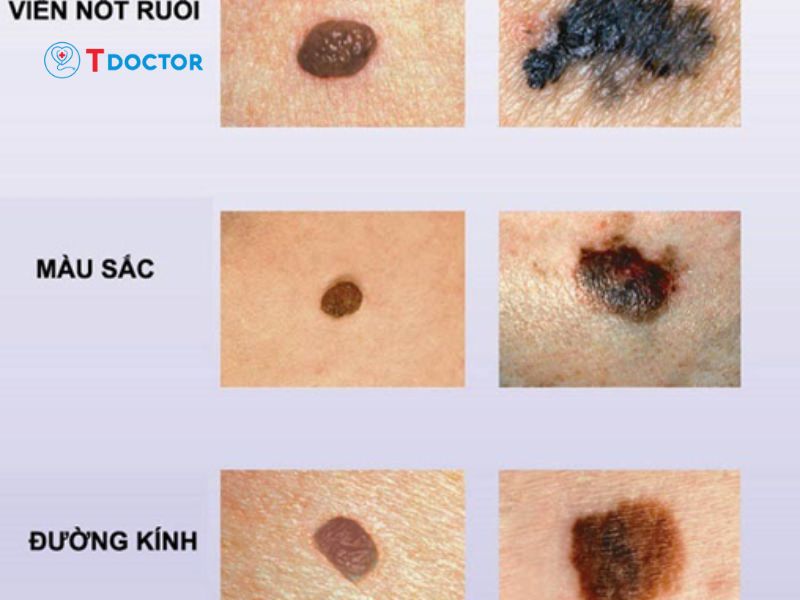 VIỀN NỐT RUỒI
TDOCTOR
MÀU SẮC
ĐƯỜNG KÍNH